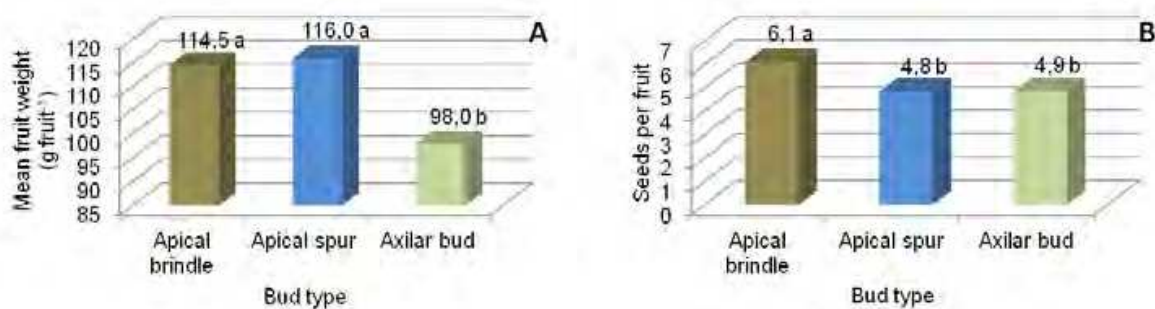 A
Mean fruit weight
(g fruit⁻¹)
120
115
110
105
100
95
90
85
114,5 a
116,0 a
98,0 b
Apical
brindle
Apical spur
Axilar bud
Bud type
B
Seeds per fruit
7
6
5
4
3
2
1
0
6,1 a
4,8 b
4,9 b
Apical
brindle
Apical spur
Axilar bud
Bud type